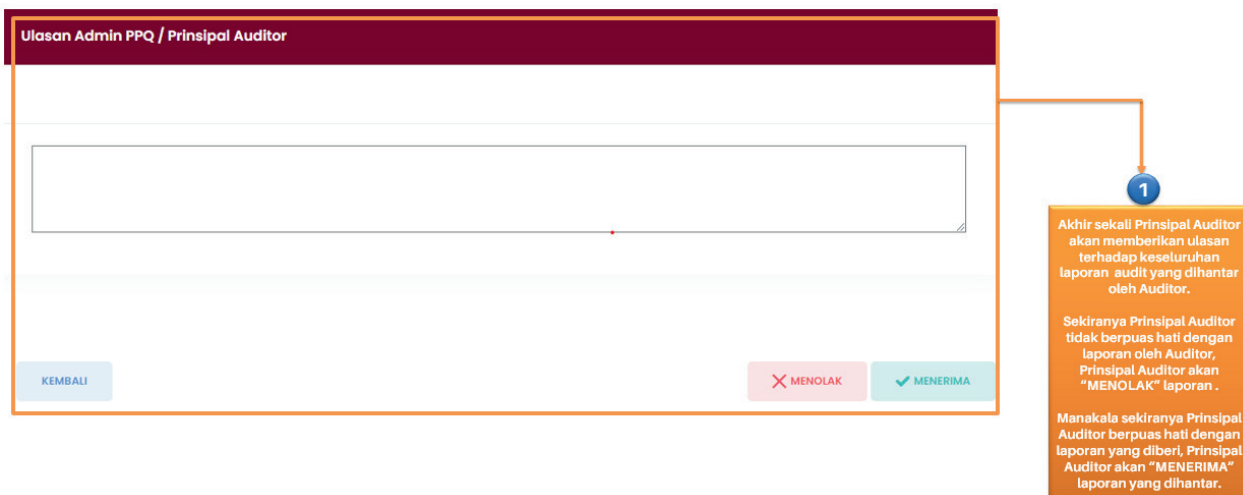 Ulasan Admin PPQ / Prinsipal Auditor
1
Akhir sekali Prinsipal Auditor
akan memberikan ulasan
terhadap keseluruhan
laporan audit yang dihantar
oleh Auditor.
Sekiranya Prinsipal Auditor
tidak berpuas hati dengan
laporan oleh Auditor,
Prinsipal Auditor akan
“MENOLAK” laporan .
Manakala sekiranya Prinsipal
Auditor berpuas hati dengan
laporan yang diberi, Prinsipal
Auditor akan “MENERIMA”
laporan yang dihantar.
KEMBALI
MENOLAK
MENERIMA